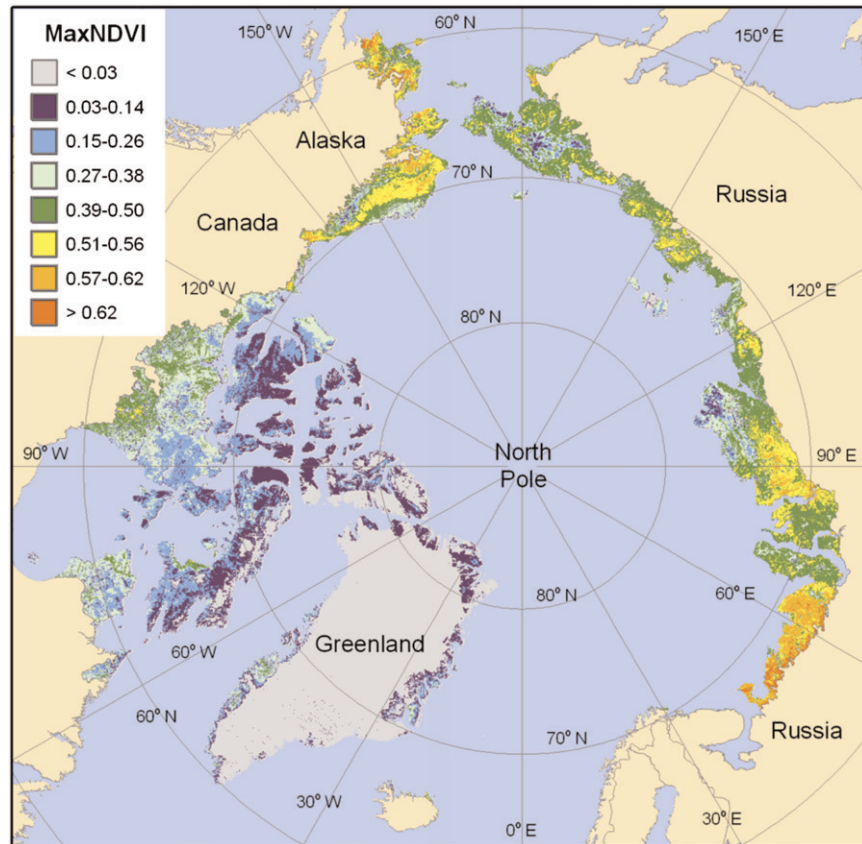 MaxNDVI
< 0.03
0.03-0.14
0.15-0.26
0.27-0.38
0.39-0.50
0.51-0.56
0.57-0.62
> 0.62
150° W
60° N
150° E
Alaska
70° N
Russia
Canada
120° W
120° E
80° N
90° W
North
Pole
90° E
80° N
60° E
60° W
Greenland
60° N
70° N
Russia
30° W
0° E
30° E